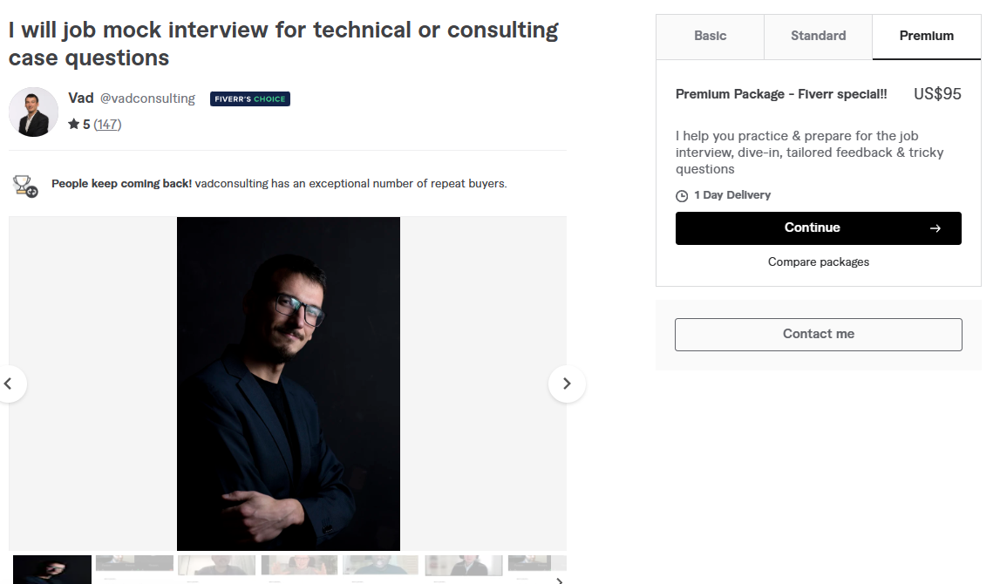 I will job mock interview for technical or consulting
case questions
Vad @vadconsulting FIVERR'S CHOICE
5 (147)
People keep coming back! vadconsulting has an exceptional number of repeat buyers.
Basic Standard Premium
Premium Package - Fiverr special!! US$95
I help you practice & prepare for the job
interview, dive-in, tailored feedback & tricky
questions
1 Day Delivery
Continue
Compare packages
Contact me